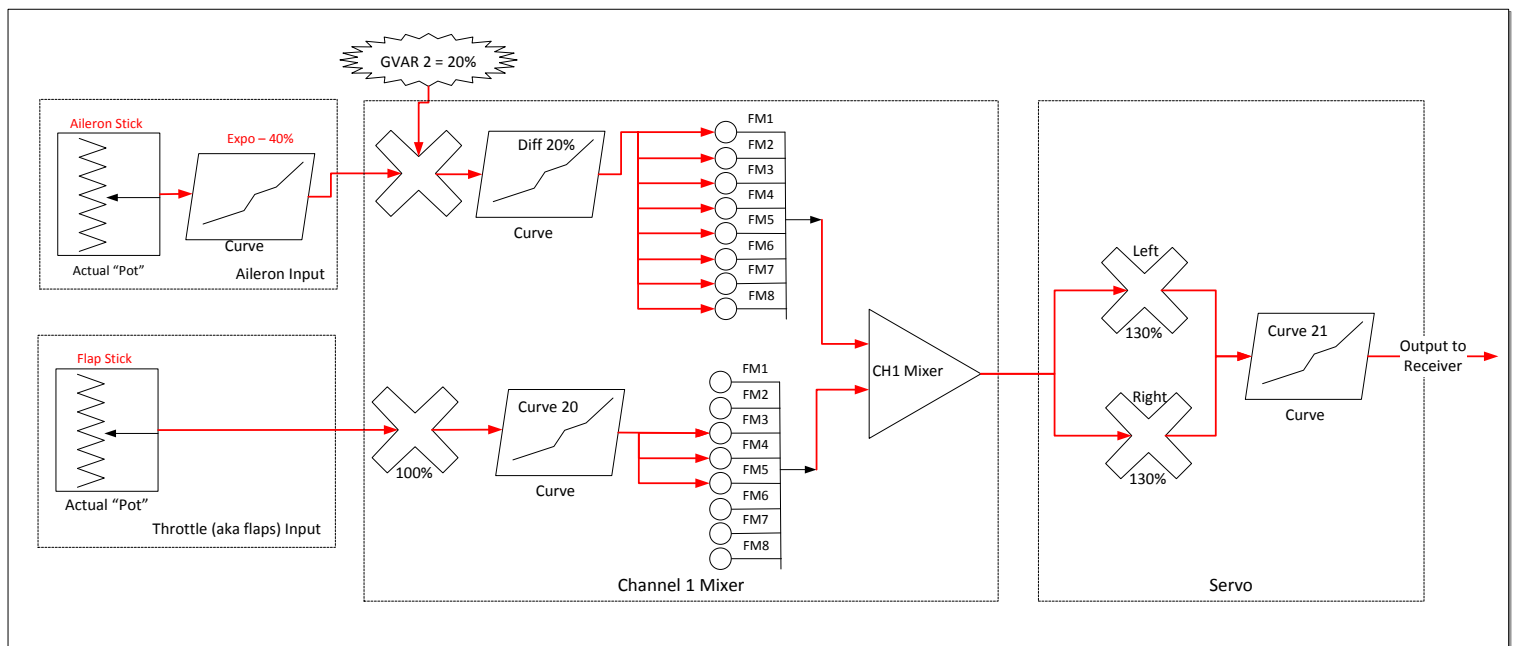 GVAR 2 = 20%
Aileron Stick
Expo – 40%
Curve
Actual “Pot”
Aileron Input
Diff 20%
Curve
FM1
FM2
FM3
FM4
FM5
FM6
FM7
FM8
Flap Stick
Actual “Pot”
Throttle (aka flaps) Input
100%
Curve 20
Curve
FM1
FM2
FM3
FM4
FM5
FM6
FM7
FM8
CH1 Mixer
Channel 1 Mixer
Left
130%
Right
130%
Curve 21
Curve
Servo
Output to
Receiver